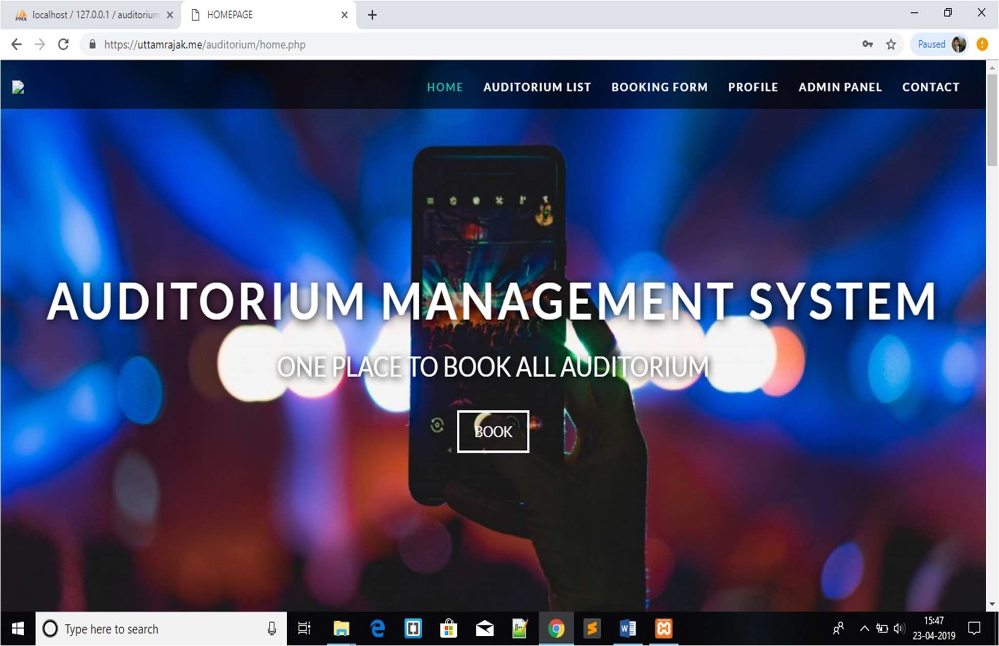 localhost / 127.0.0.1 / auditorium
HOMEPAGE
https://uttamrajak.me/auditorium/home.php
Paused
HOME AUDITORIUM LIST BOOKING FORM PROFILE ADMIN PANEL CONTACT
AUDITORIUM MANAGEMENT SYSTEM
ONE PLACE TO BOOK ALL AUDITORIUM
BOOK
Type here to search
15:47
23-04-2019